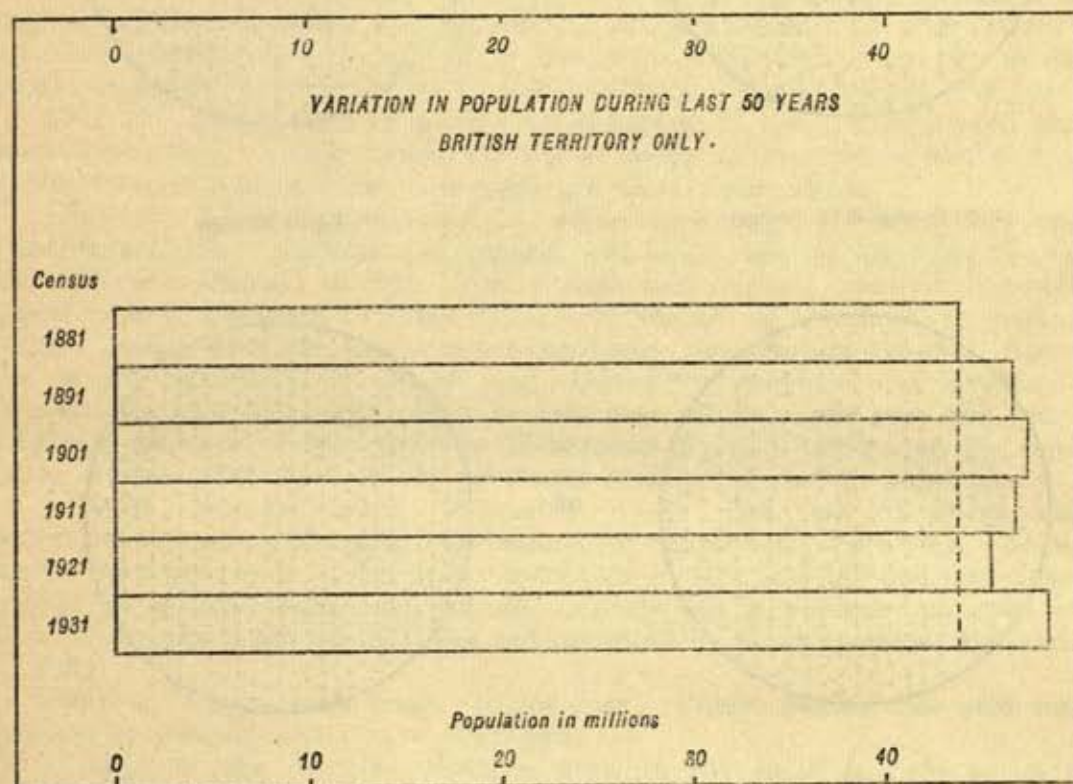 0 10 20 30 40
VARIATION IN POPULATION DURING LAST 50 YEARS
BRITISH TERRITORY ONLY.
Census
1881
1891
1901
1911
1921
1931
Population in millions
0 10 20 30 40